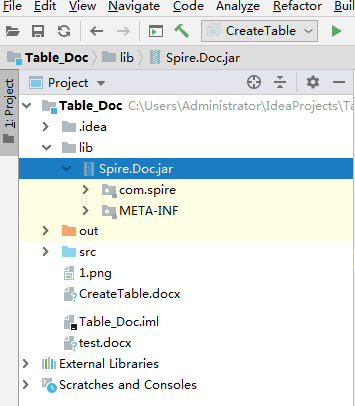 File Edit View Navigate Code Analyze Refactor Buil
CreateTable
Table_Doc lib Spire.Doc.jar
1: Project
Project
Table_Doc C:\Users\Administrator\IdeaProjects\Ta
.idea
lib
Spire.Doc.jar
com.spire
META-INF
out
src
1.png
CreateTable.docx
Table_Doc.iml
test.docx
External Libraries
Scratches and Consoles